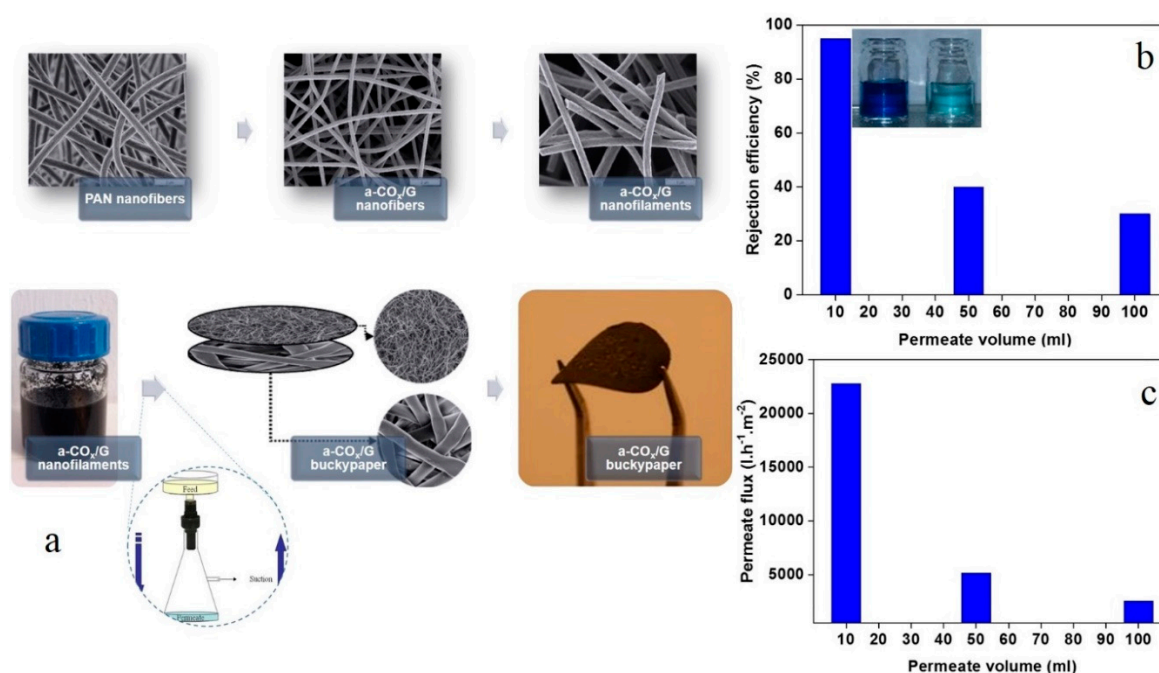 PAN nanofibers
a-COₓ/G
nanofibers
a-COₓ/G
nanofilaments
a-COₓ/G
nanofilaments
a-COₓ/G
buckypaper
a-COₓ/G
buckypaper
Feed
Suction
Permeate
a
b
Rejection efficiency (%)
100
80
60
40
20
0
10 20 30 40 50 60 70 80 90 100
Permeate volume (ml)
c
Permeate flux (l.h⁻¹.m⁻²)
25000
20000
15000
10000
5000
10 20 30 40 50 60 70 80 90 100
Permeate volume (ml)